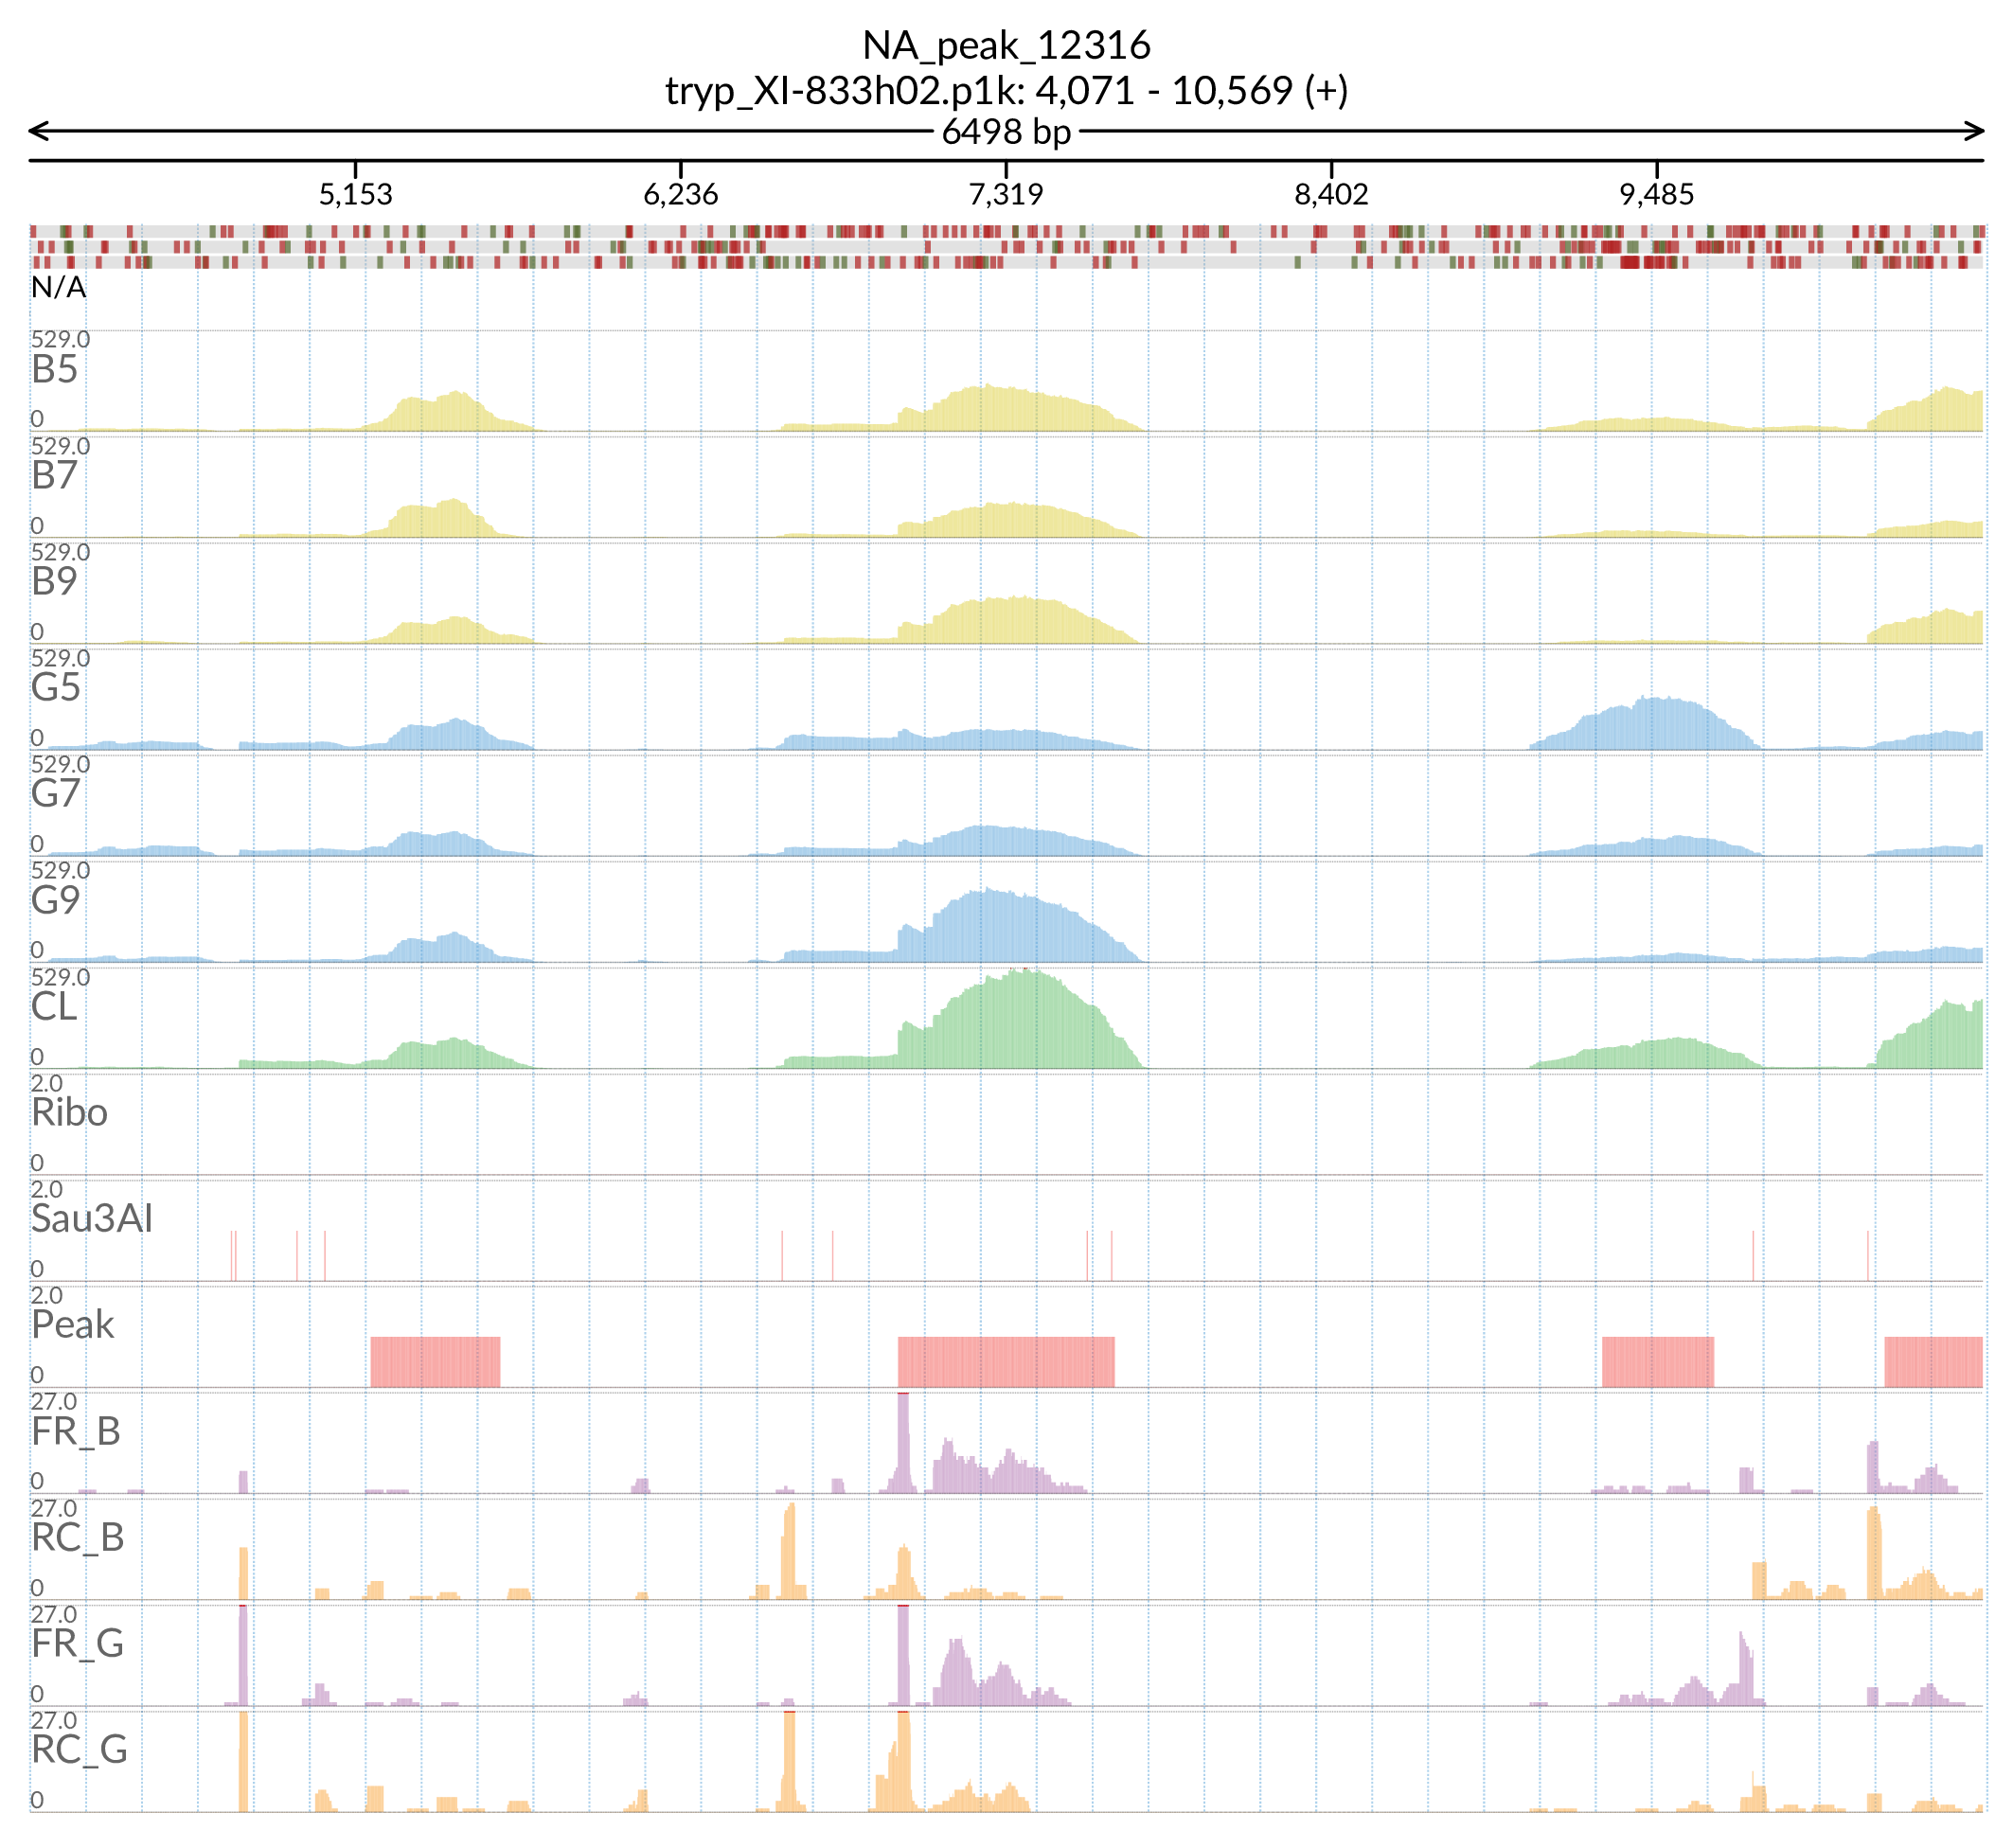 NA_peak_12316
tryp_XI-833h02.p1k: 4,071 - 10,569 (+)
6498 bp
5,153 6,236 7,319 8,402 9,485
N/A
529.0
B5
0
529.0
B7
0
529.0
B9
0
529.0
G5
0
529.0
G7
0
529.0
G9
0
529.0
CL
0
2.0
Ribo
0
2.0
Sau3AI
0
2.0
Peak
0
27.0
FR_B
0
27.0
RC_B
0
27.0
FR_G
0
27.0
RC_G
0